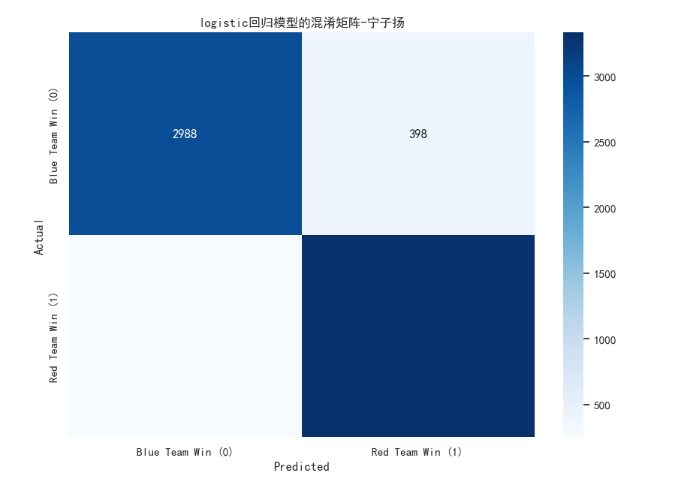 logistic回归模型的混淆矩阵-宁子扬
Blue Team Win (0)
2988
398
Red Team Win (1)
Actual
Blue Team Win (0)
Red Team Win (1)
Predicted
3000
2500
2000
1500
1000
500